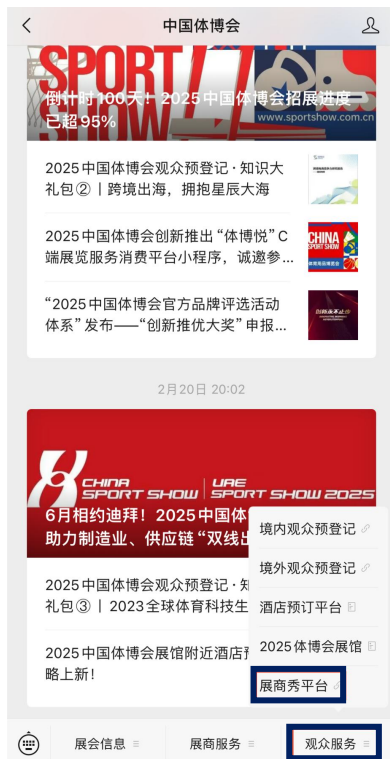 中国体博会
SPORT
SHOW
倒计时100天！2025中国体博会招展进度
已超95%
www.sportshow.com.cn
2025中国体博会观众预登记·知识大
礼包②丨跨境出海，拥抱星辰大海
2025中国体博会创新推出“体博悦”C
端展览服务消费平台小程序，诚邀参...
CHINA
SPORT SHOW
“2025中国体博会官方品牌评选活动
体系”发布——“创新推优大奖”申报...
2月20日 20:02
CHINA
SPORT SHOW
UAE
SPORT SHOW 2025
6月相约迪拜！2025中国体
助力制造业、供应链“双线出
2025中国体博会观众预登记·知
礼包③丨2023全球体育科技生
2025中国体博会展馆附近酒店预
略上新！
境内观众预登记
境外观众预登记
酒店预订平台
2025体博会展馆
展商秀平台
展会信息
展商服务
观众服务